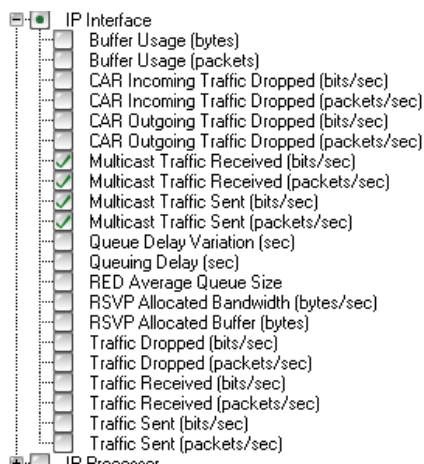 IP Interface
Buffer Usage (bytes)
Buffer Usage (packets)
CAR Incoming Traffic Dropped (bits/sec)
CAR Incoming Traffic Dropped (packets/sec)
CAR Outgoing Traffic Dropped (bits/sec)
CAR Outgoing Traffic Dropped (packets/sec)
Multicast Traffic Received (bits/sec)
Multicast Traffic Received (packets/sec)
Multicast Traffic Sent (bits/sec)
Multicast Traffic Sent (packets/sec)
Queue Delay Variation (sec)
Queuing Delay (sec)
RED Average Queue Size
RSVP Allocated Bandwidth (bytes/sec)
RSVP Allocated Buffer (bytes)
Traffic Dropped (bits/sec)
Traffic Dropped (packets/sec)
Traffic Received (bits/sec)
Traffic Received (packets/sec)
Traffic Sent (bits/sec)
Traffic Sent (packets/sec)
IP Processor